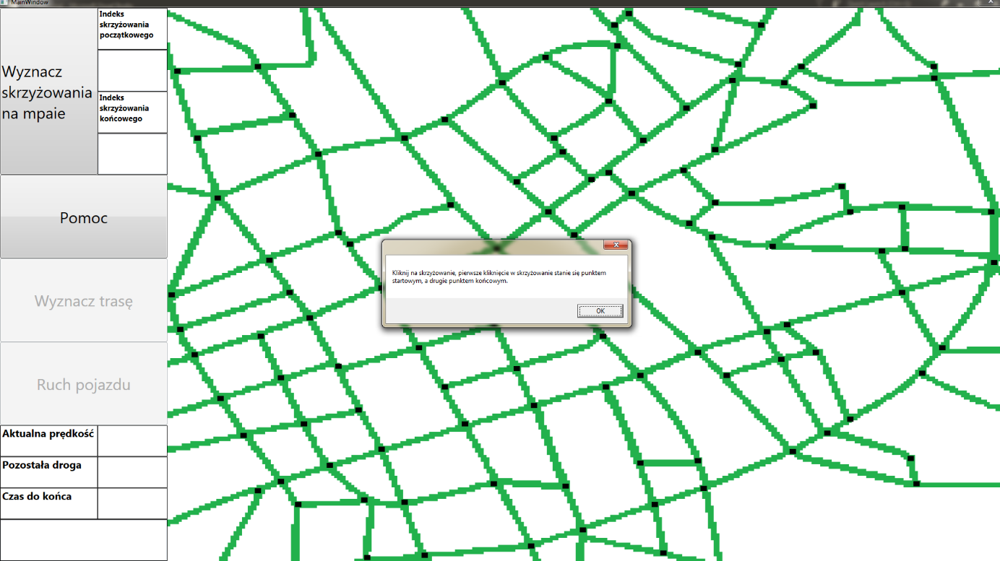 MainWindow
Wyznacz
skrzyżowania
na mpaie
Indeks
skrzyżowania
początkowego
Indeks
skrzyżowania
końcowego
Pomoc
Wyznacz trasę
Ruch pojazdu
Aktualna prędkość
Pozostała droga
Czas do końca
Kliknij na skrzyżowanie, pierwsze kliknięcie w skrzyżowanie stanie się punktem
startowym, a drugie punktem końcowym.
OK